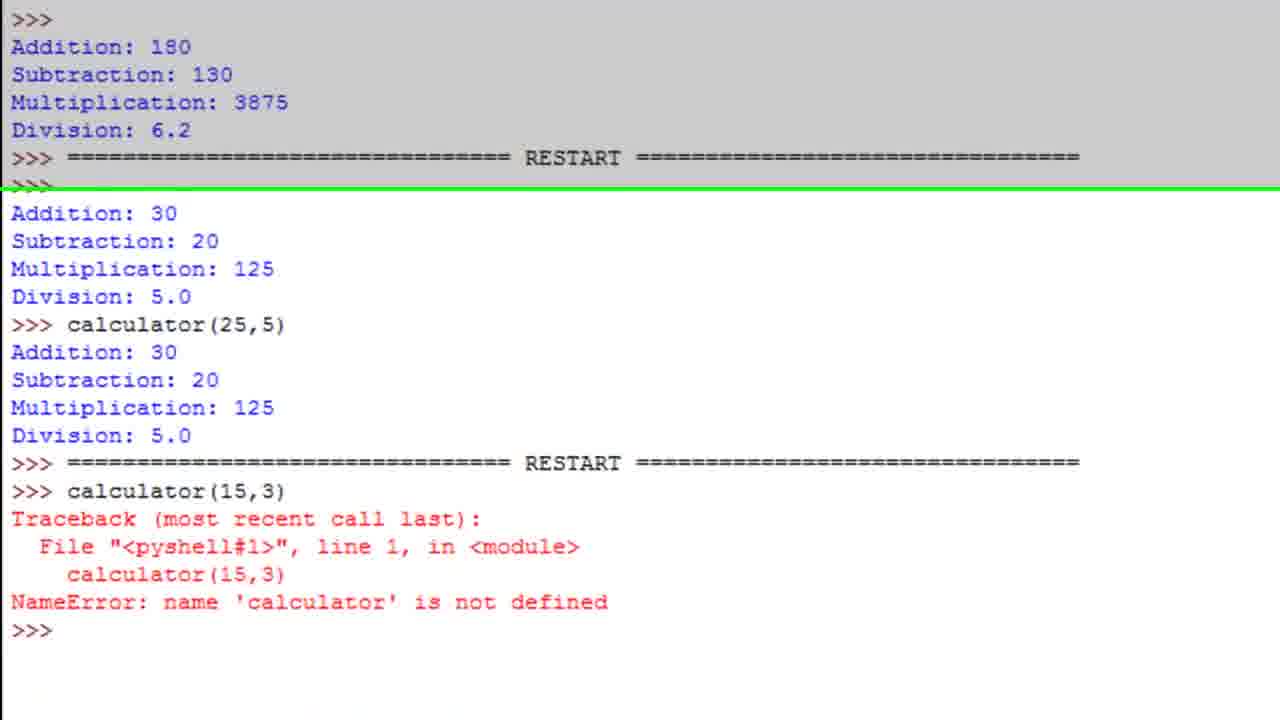 >>>
Addition: 180
Subtraction: 130
Multiplication: 3875
Division: 6.2
>>> ================================ RESTART ================================
>>>
Addition: 30
Subtraction: 20
Multiplication: 125
Division: 5.0
>>> calculator(25,5)
Addition: 30
Subtraction: 20
Multiplication: 125
Division: 5.0
>>> ================================ RESTART ================================
>>> calculator(15,3)
Traceback (most recent call last):
  File "<pyshell#1>", line 1, in <module>
    calculator(15,3)
NameError: name 'calculator' is not defined
>>>